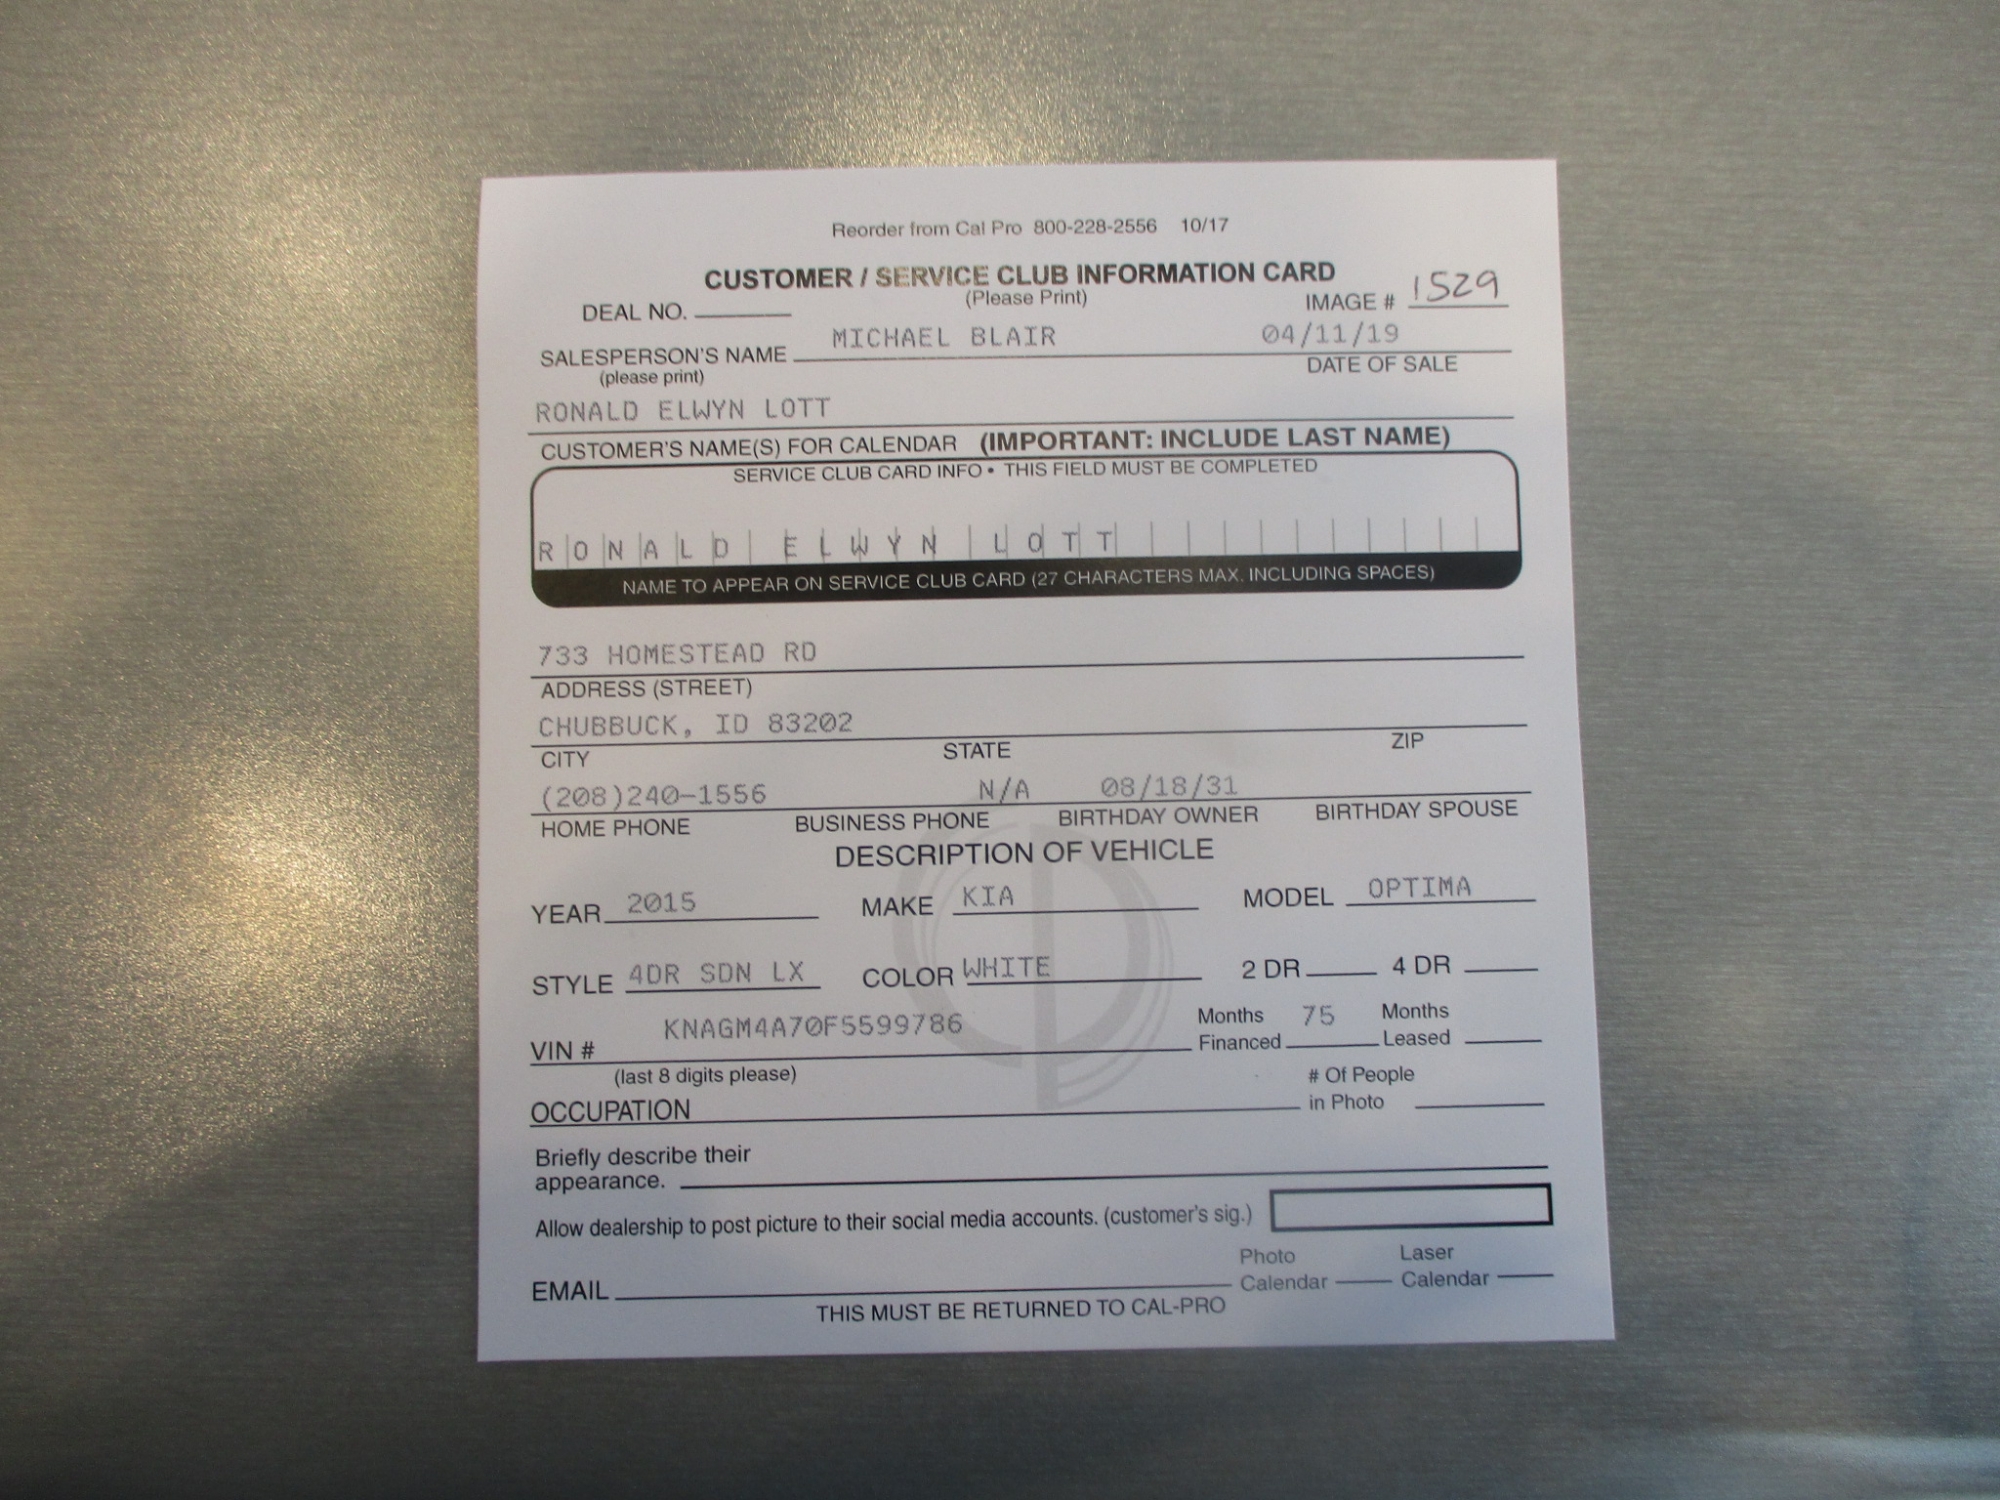 Reorder from Cal Pro 800-228-2556 10/17
CUSTOMER / SERVICE CLUB INFORMATION CARD
(Please Print)
DEAL NO. IMAGE # 1529
SALESPERSON'S NAME MICHAEL BLAIR 04/11/19
(please print) DATE OF SALE
RONALD ELWYN LOTT
CUSTOMER'S NAME(S) FOR CALENDAR (IMPORTANT: INCLUDE LAST NAME)
SERVICE CLUB CARD INFO • THIS FIELD MUST BE COMPLETED
RONALD ELWYN LOTT
NAME TO APPEAR ON SERVICE CLUB CARD (27 CHARACTERS MAX. INCLUDING SPACES)
733 HOMESTEAD RD
ADDRESS (STREET)
CHUBBUCK, ID 83202
CITY STATE ZIP
(208)240-1556 N/A 08/18/31
HOME PHONE BUSINESS PHONE BIRTHDAY OWNER BIRTHDAY SPOUSE
DESCRIPTION OF VEHICLE
YEAR 2015 MAKE KIA MODEL OPTIMA
STYLE 4DR SDN LX COLOR WHITE 2 DR 4 DR
VIN # KNAGM4A70F5599786 Months Financed 75 Months Leased
(last 8 digits please)
OCCUPATION # Of People in Photo
Briefly describe their
appearance.
Allow dealership to post picture to their social media accounts. (customer's sig.)
EMAIL Photo Calendar Laser Calendar
THIS MUST BE RETURNED TO CAL-PRO